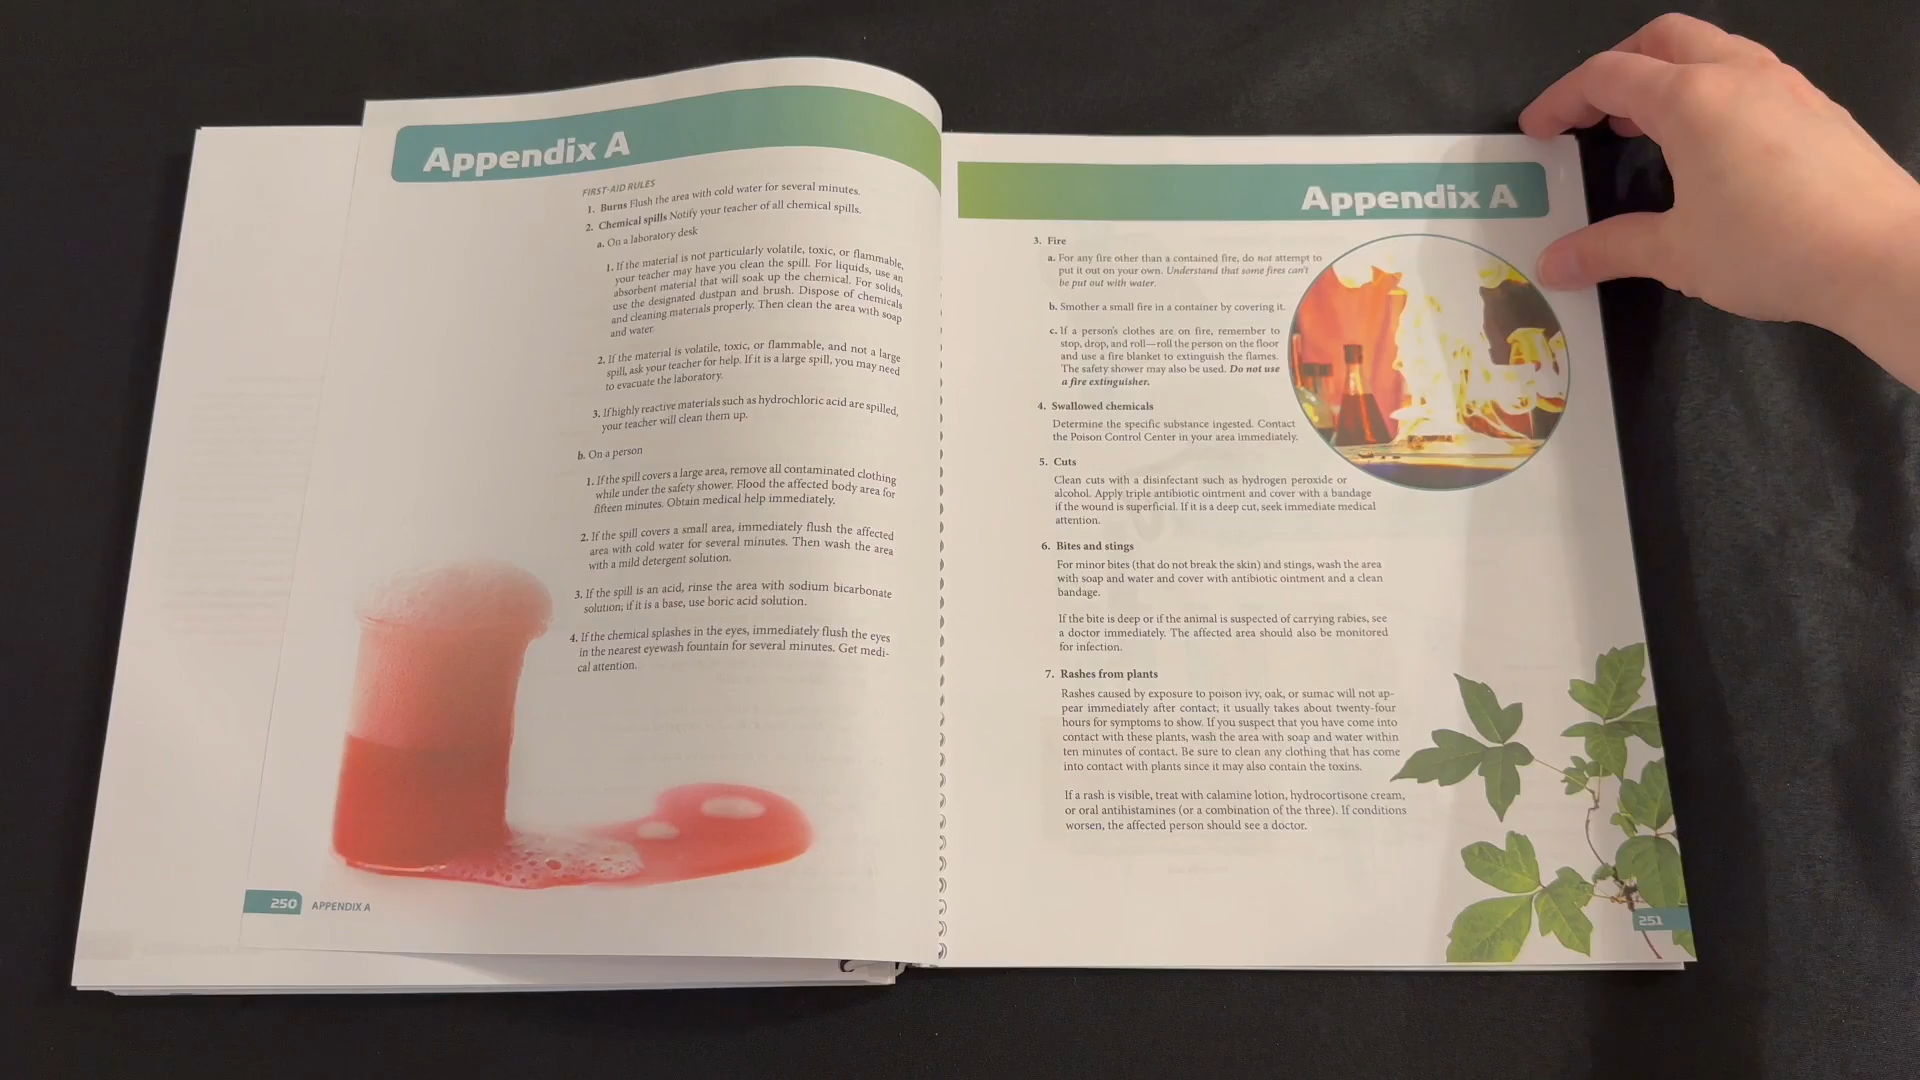 Appendix A
FIRST-AID RULES
1. Burns Flush the area with cold water for several minutes.
2. Chemical spills Notify your teacher of all chemical spills.
a. On a laboratory desk
1. If the material is not particularly volatile, toxic, or flammable,
your teacher may have you clean the spill. For liquids, use an
absorbent material that will soak up the chemical. For solids,
use the designated dustpan and brush. Dispose of chemicals
and cleaning materials properly. Then clean the area with soap
and water.
2. If the material is volatile, toxic, or flammable, and not a large
spill, ask your teacher for help. If it is a large spill, you may need
to evacuate the laboratory.
3. If highly reactive materials such as hydrochloric acid are spilled,
your teacher will clean them up.
b. On a person
1. If the spill covers a large area, remove all contaminated clothing
while under the safety shower. Flood the affected body area for
fifteen minutes. Obtain medical help immediately.
2. If the spill covers a small area, immediately flush the affected
area with cold water for several minutes. Then wash the area
with a mild detergent solution.
3. If the spill is an acid, rinse the area with sodium bicarbonate
solution; if it is a base, use boric acid solution.
4. If the chemical splashes in the eyes, immediately flush the eyes
in the nearest eyewash fountain for several minutes. Get medi-
cal attention.
250 APPENDIX A
Appendix A
3. Fire
a. For any fire other than a contained fire, do not attempt to
put it out on your own. Understand that some fires can't
be put out with water.
b. Smother a small fire in a container by covering it.
c. If a person's clothes are on fire, remember to
stop, drop, and roll—roll the person on the floor
and use a fire blanket to extinguish the flames.
The safety shower may also be used. Do not use
a fire extinguisher.
4. Swallowed chemicals
Determine the specific substance ingested. Contact
the Poison Control Center in your area immediately.
5. Cuts
Clean cuts with a disinfectant such as hydrogen peroxide or
alcohol. Apply triple antibiotic ointment and cover with a bandage
if the wound is superficial. If it is a deep cut, seek immediate medical
attention.
6. Bites and stings
For minor bites (that do not break the skin) and stings, wash the area
with soap and water and cover with antibiotic ointment and a clean
bandage.
If the bite is deep or if the animal is suspected of carrying rabies, see
a doctor immediately. The affected area should also be monitored
for infection.
7. Rashes from plants
Rashes caused by exposure to poison ivy, oak, or sumac will not ap-
pear immediately after contact; it usually takes about twenty-four
hours for symptoms to show. If you suspect that you have come into
contact with these plants, wash the area with soap and water within
ten minutes of contact. Be sure to clean any clothing that has come
into contact with plants since it may also contain the toxins.
If a rash is visible, treat with calamine lotion, hydrocortisone cream,
or oral antihistamines (or a combination of the three). If conditions
worsen, the affected person should see a doctor.
251